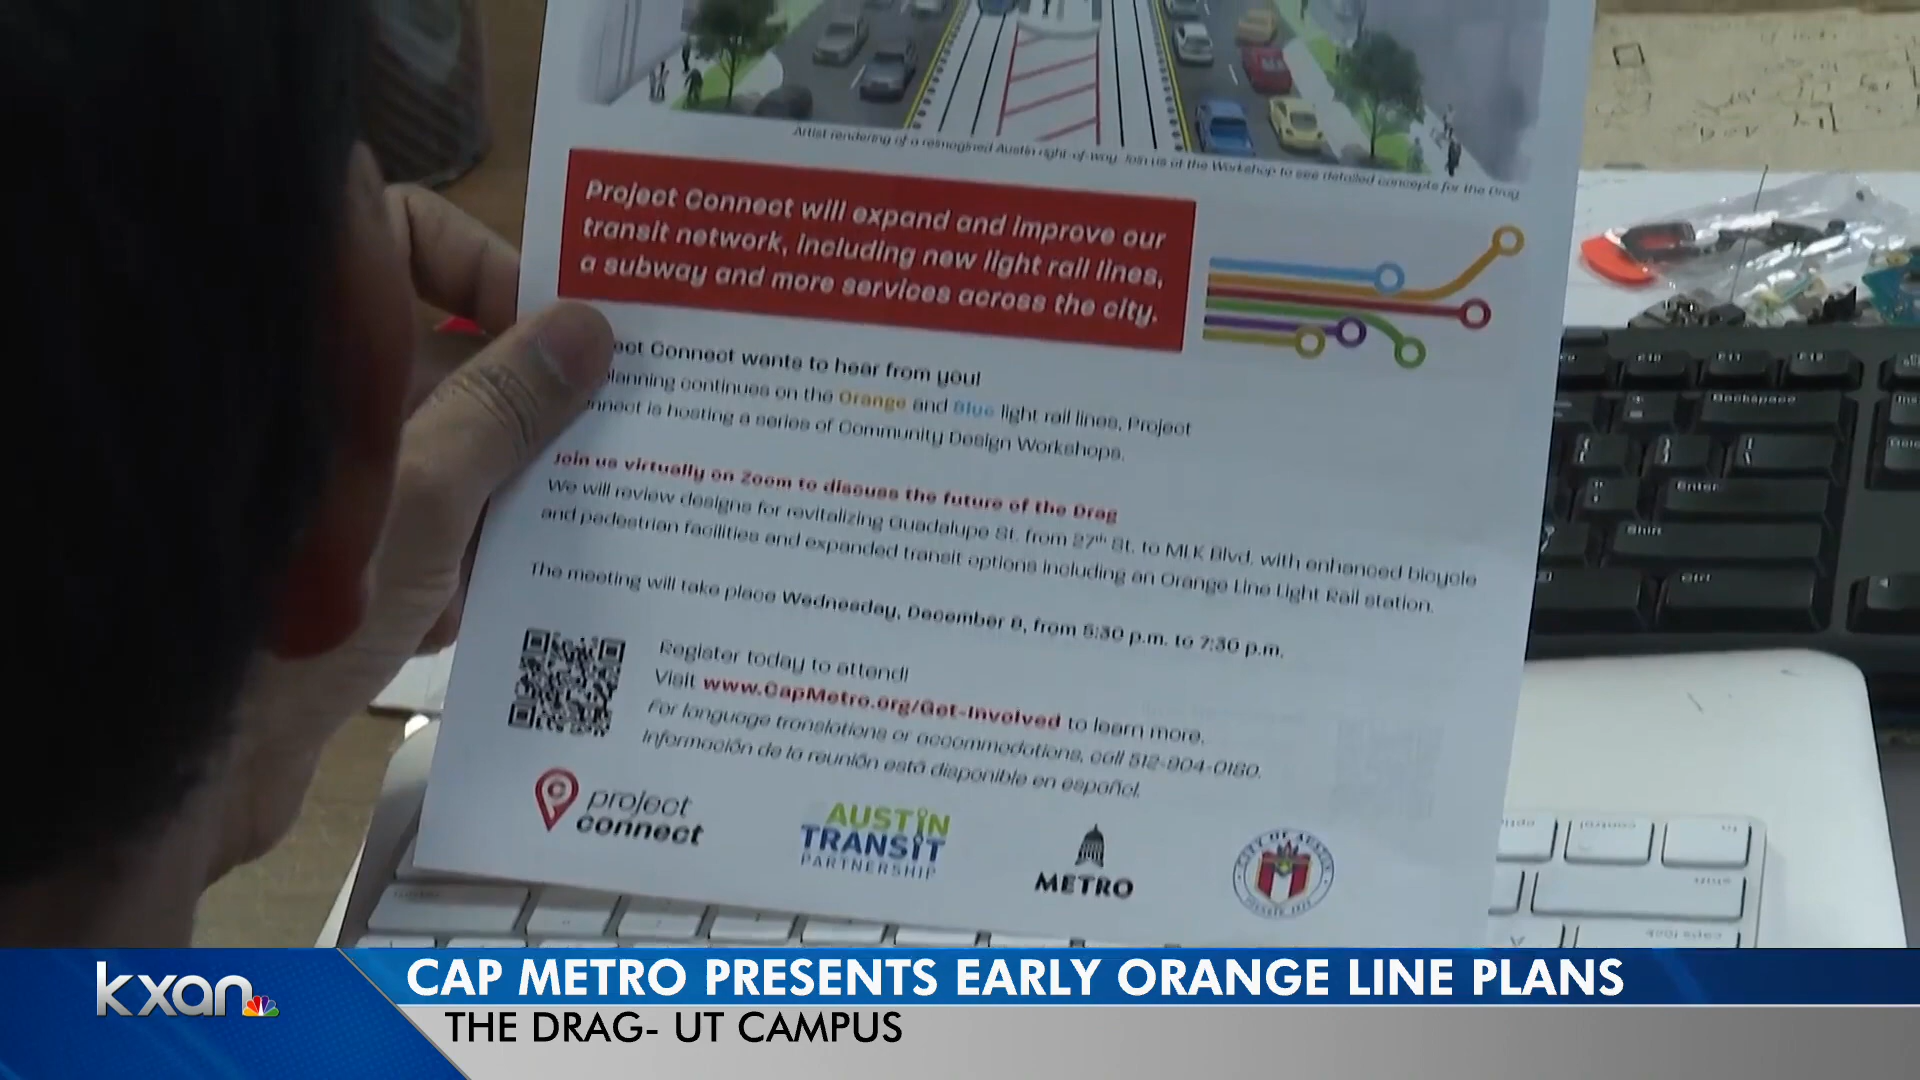 Artist rendering of a reimagined Austin right-of-way. Join us at the Workshop to see detailed concepts for the Drag.
Project Connect will expand and improve our
transit network, including new light rail lines,
a subway and more services across the city.
Connect wants to hear from you!
planning continues on the Orange and Blue light rail lines, Project
is hosting a series of Community Design Workshops.
Join us virtually on Zoom to discuss the future of the Drag
We will review designs for revitalizing Guadalupe St. from 27th St. to MLK Blvd. with enhanced bicycle
and pedestrian facilities and expanded transit options including an Orange Line Light Rail station.
The meeting will take place Wednesday, December 8, from 5:30 p.m. to 7:30 p.m.
Register today to attend!
Visit www.CapMetro.org/Get-Involved to learn more.
For language translations or accommodations, call 512-904-0180.
Información de la reunión está disponible en español.
project
connect
AUSTIN
TRANSIT
PARTNERSHIP
METRO
CITY OF AUSTIN
F10 F11 F12
Backspace
Enter
Shift
Ctrl
kxan
CAP METRO PRESENTS EARLY ORANGE LINE PLANS
THE DRAG- UT CAMPUS